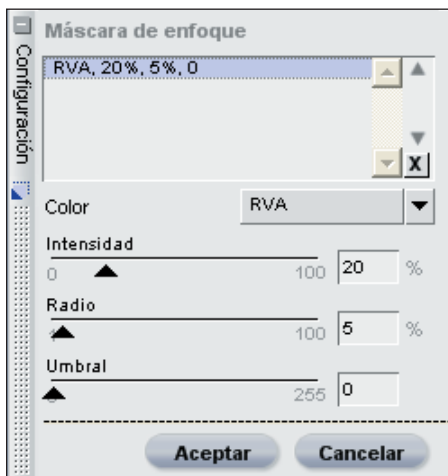 Máscara de enfoque
Configuración
RVA, 20%, 5%, 0
X
Color RVA
Intensidad
0 100 20 %
Radio
100 5 %
Umbral
255 0
Aceptar Cancelar